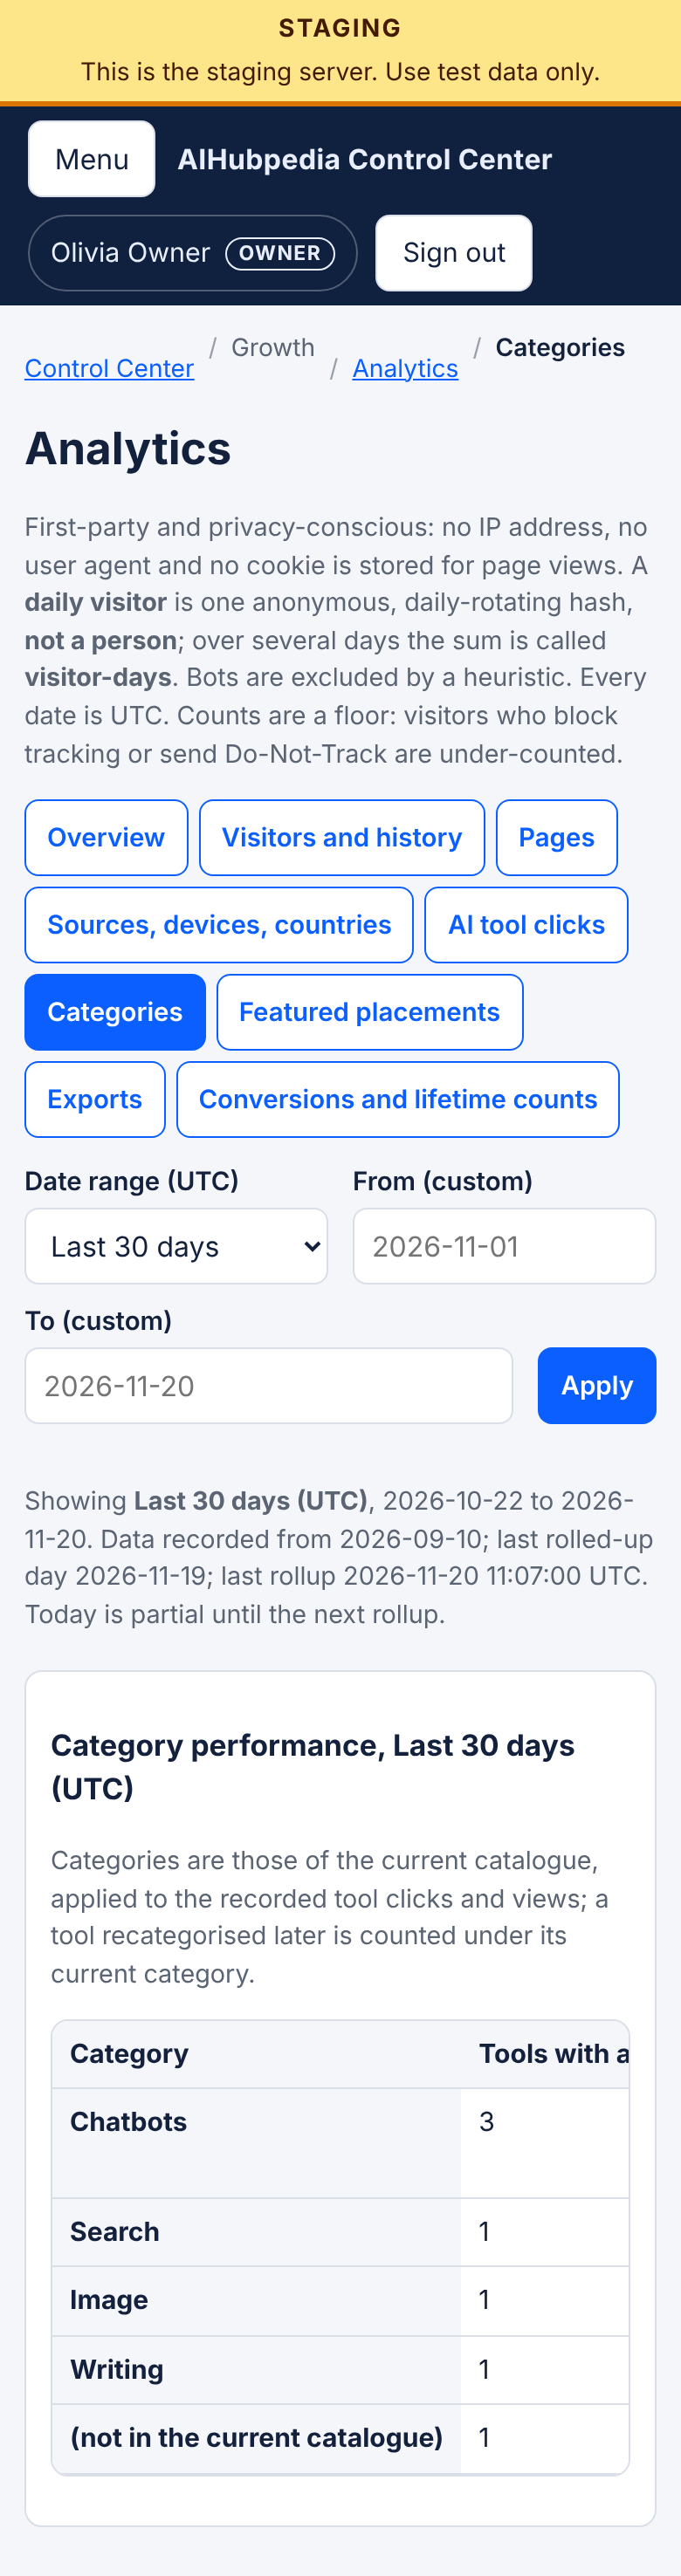 STAGING
This is the staging server. Use test data only.
Menu
AIHubpedia Control Center
Olivia Owner OWNER
Sign out
Control Center / Growth / Analytics / Categories
Analytics
First-party and privacy-conscious: no IP address, no
user agent and no cookie is stored for page views. A
daily visitor is one anonymous, daily-rotating hash,
not a person; over several days the sum is called
visitor-days. Bots are excluded by a heuristic. Every
date is UTC. Counts are a floor: visitors who block
tracking or send Do-Not-Track are under-counted.
Overview
Visitors and history
Pages
Sources, devices, countries
AI tool clicks
Categories
Featured placements
Exports
Conversions and lifetime counts
Date range (UTC)
Last 30 days
From (custom)
2026-11-01
To (custom)
2026-11-20
Apply
Showing Last 30 days (UTC), 2026-10-22 to 2026-
11-20. Data recorded from 2026-09-10; last rolled-up
day 2026-11-19; last rollup 2026-11-20 11:07:00 UTC.
Today is partial until the next rollup.
Category performance, Last 30 days
(UTC)
Categories are those of the current catalogue,
applied to the recorded tool clicks and views; a
tool recategorised later is counted under its
current category.
Category Tools with a
Chatbots 3
Search 1
Image 1
Writing 1
(not in the current catalogue) 1